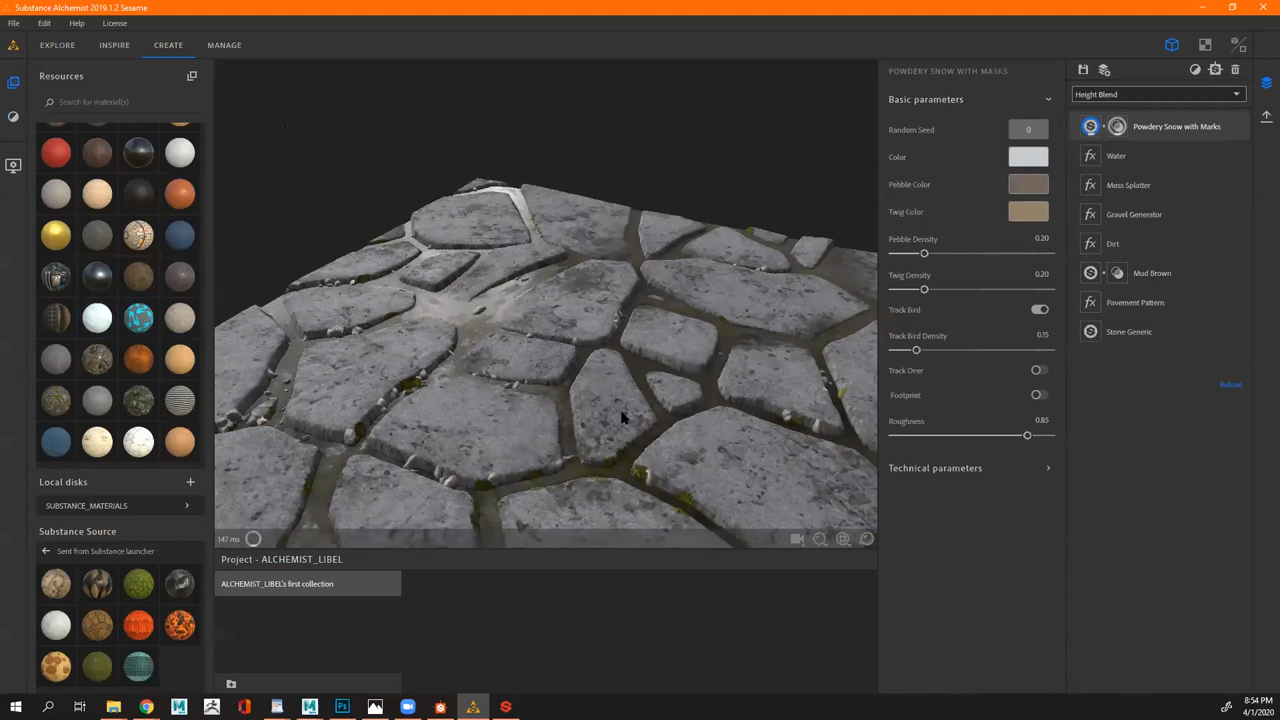 Substance Alchemist 2019.1.2 Sesame
File Edit Help License
EXPLORE INSPIRE CREATE MANAGE
Resources
Search for material(s)
Local disks
SUBSTANCE_MATERIALS
Substance Source
Sent from Substance launcher
147 ms
Project - ALCHEMIST_LIBEL
ALCHEMIST_LIBEL's first collection
POWDERY SNOW WITH MARKS
Basic parameters
Random Seed 0
Color
Pebble Color
Twig Color
Pebble Density 0.20
Twig Density 0.20
Track Bird
Track Bird Density 0.15
Track Deer
Footprint
Roughness 0.85
Technical parameters
Height Blend
Powdery Snow with Marks
Water
Moss Splatter
Gravel Generator
Dirt
Mud Brown
Pavement Pattern
Stone Generic
Reload
8:54 PM
4/1/2020